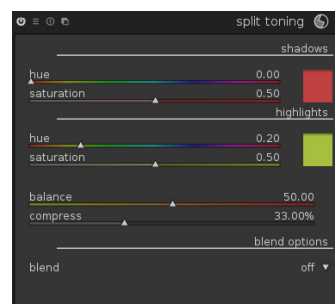 split toning
shadows
hue 0.00
saturation 0.50
highlights
hue 0.20
saturation 0.50
balance 50.00
compress 33.00%
blend options
blend off